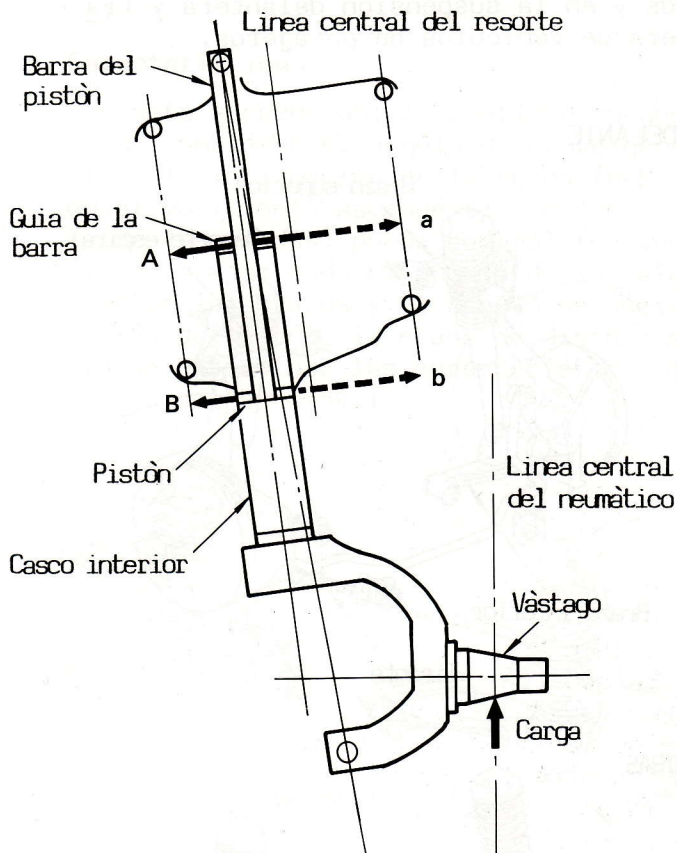 Linea central del resorte
Barra del
pistòn
Guia de la
barra
A
a
B
b
Pistòn
Linea central
del neumàtico
Casco interior
Vàstago
Carga